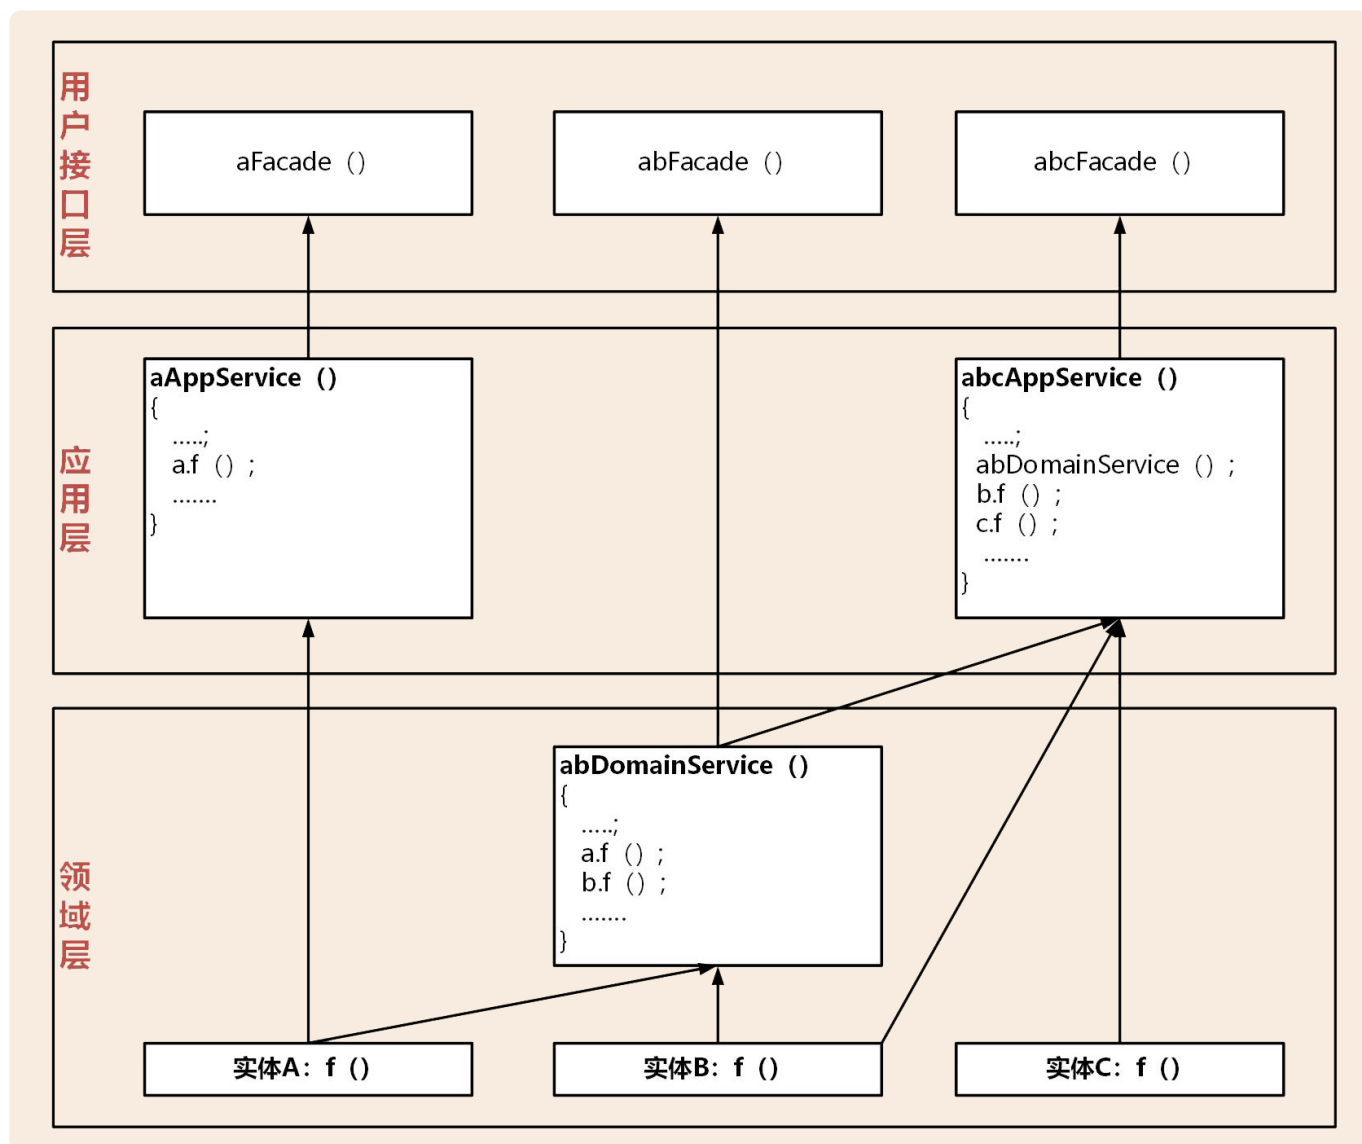 用户接口层
aFacade（）
abFacade（）
abcFacade（）
应用层
aAppService（）
{
.....;
a.f（）;
.......
}
abcAppService（）
{
.....;
abDomainService（）;
b.f（）;
c.f（）;
.......
}
领域层
abDomainService（）
{
.....;
a.f（）;
b.f（）;
.......
}
实体A：f（）
实体B：f（）
实体C：f（）